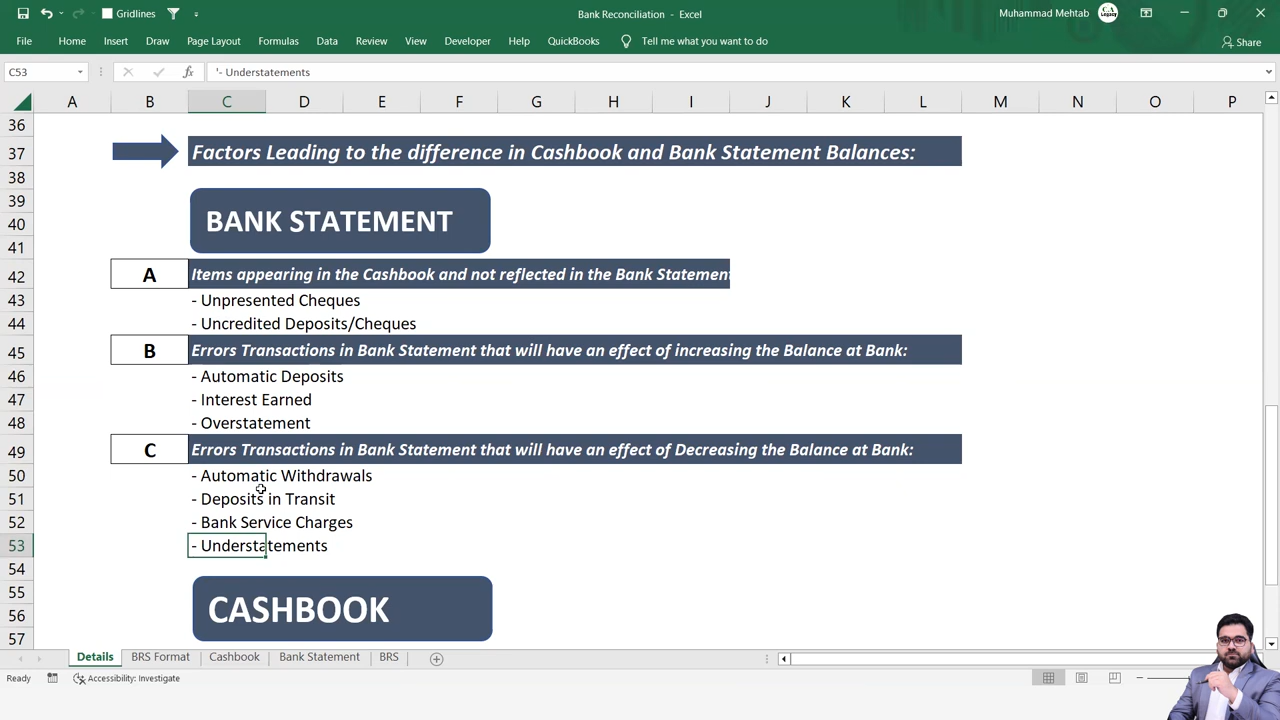 Gridlines
Bank Reconciliation - Excel
Muhammad Mehtab
File Home Insert Draw Page Layout Formulas Data Review View Developer Help QuickBooks Tell me what you want to do
Share
C53
fx
'- Understatements
A B C D E F G H I J K L M N O P
36
37 Factors Leading to the difference in Cashbook and Bank Statement Balances:
38
39
40 BANK STATEMENT
41
42 A Items appearing in the Cashbook and not reflected in the Bank Statement
43 - Unpresented Cheques
44 - Uncredited Deposits/Cheques
45 B Errors Transactions in Bank Statement that will have an effect of increasing the Balance at Bank:
46 - Automatic Deposits
47 - Interest Earned
48 - Overstatement
49 C Errors Transactions in Bank Statement that will have an effect of Decreasing the Balance at Bank:
50 - Automatic Withdrawals
51 - Deposits in Transit
52 - Bank Service Charges
53 - Understatements
54
55
56 CASHBOOK
57
Details BRS Format Cashbook Bank Statement BRS
Ready Accessibility: Investigate